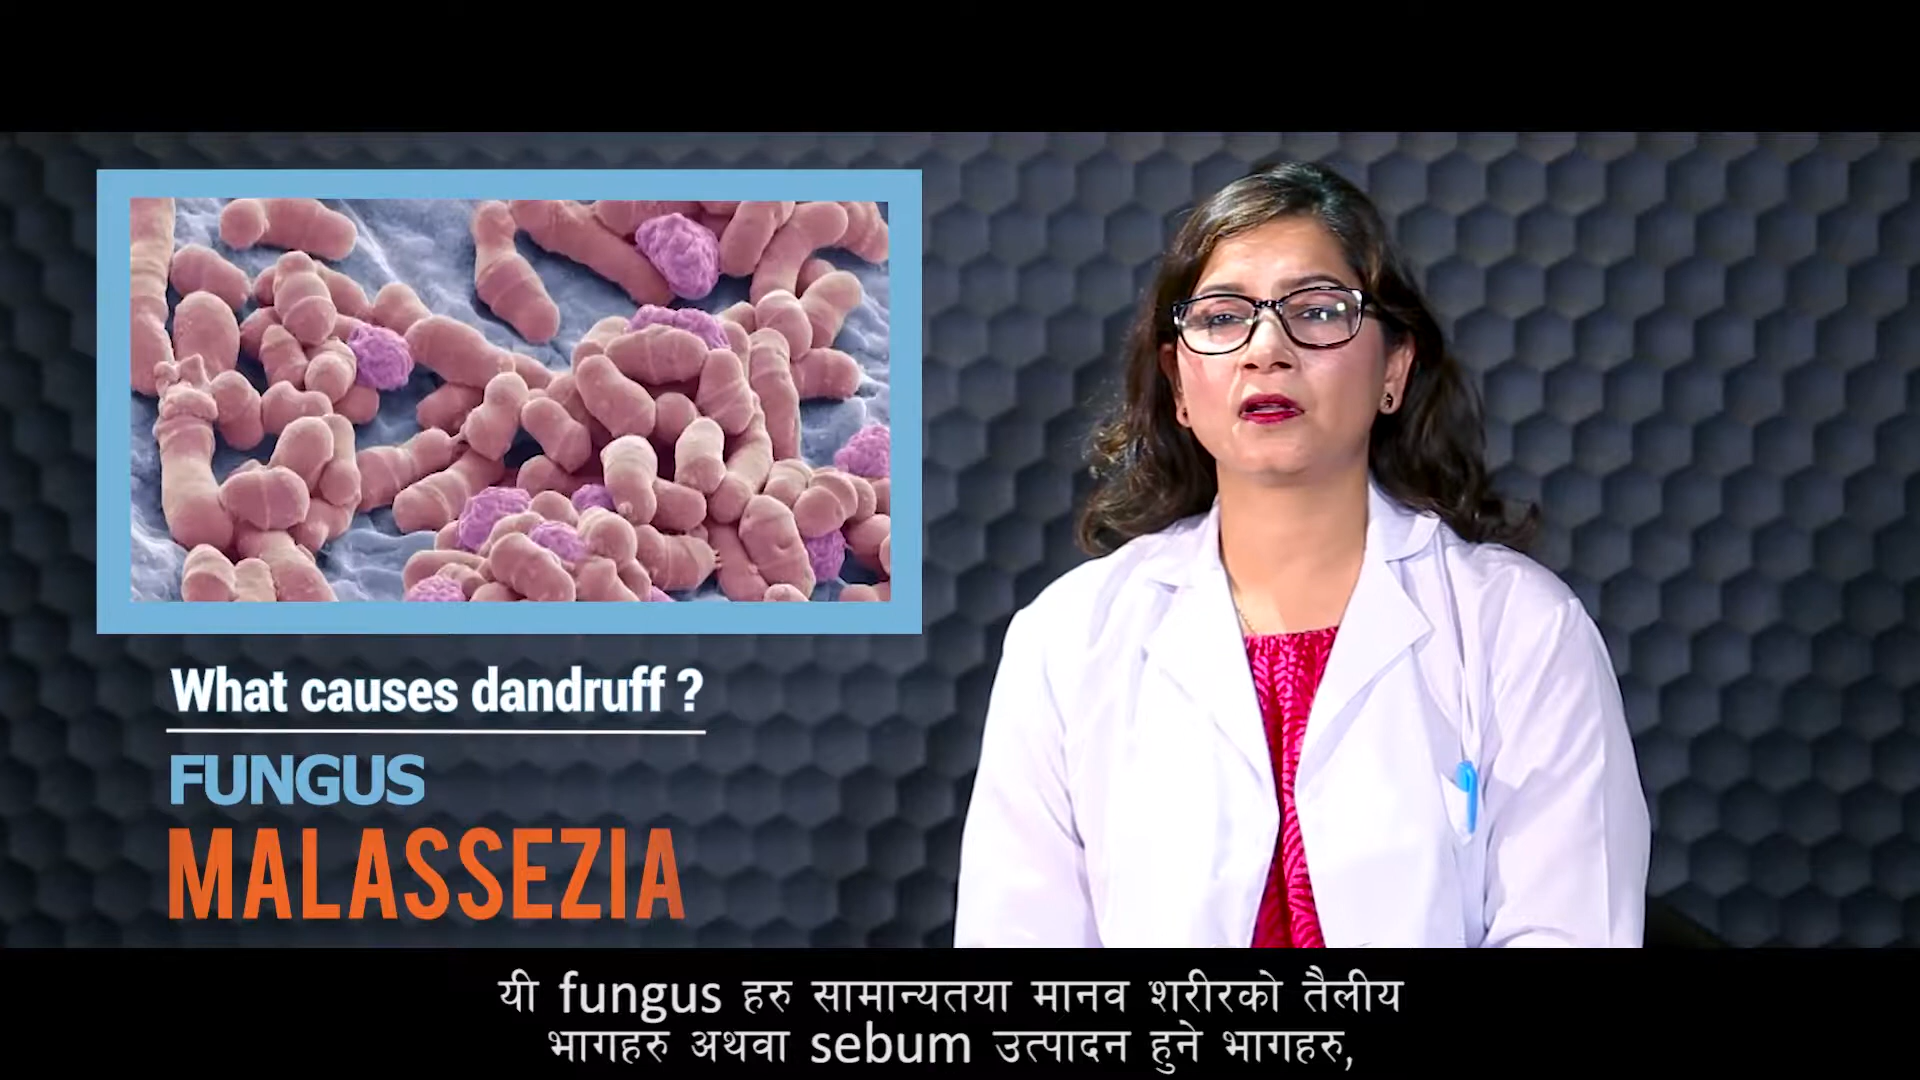 What causes dandruff ?
FUNGUS
MALASSEZIA
यी fungus हरु सामान्यतया मानव शरीरको तैलीय
भागहरु अथवा sebum उत्पादन हुने भागहरु,